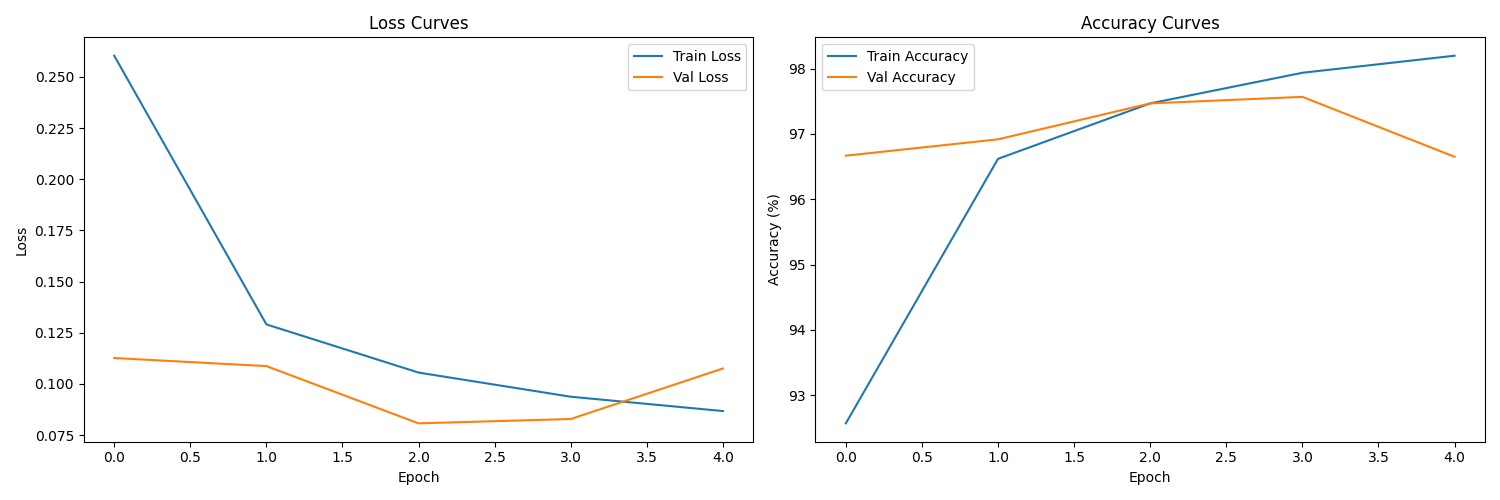 Loss Curves
Train Loss
Val Loss
0.250
0.225
0.200
0.175
0.150
0.125
0.100
0.075
Loss
0.0 0.5 1.0 1.5 2.0 2.5 3.0 3.5 4.0
Epoch
Accuracy Curves
Train Accuracy
Val Accuracy
98
97
96
95
94
93
Accuracy (%)
0.0 0.5 1.0 1.5 2.0 2.5 3.0 3.5 4.0
Epoch